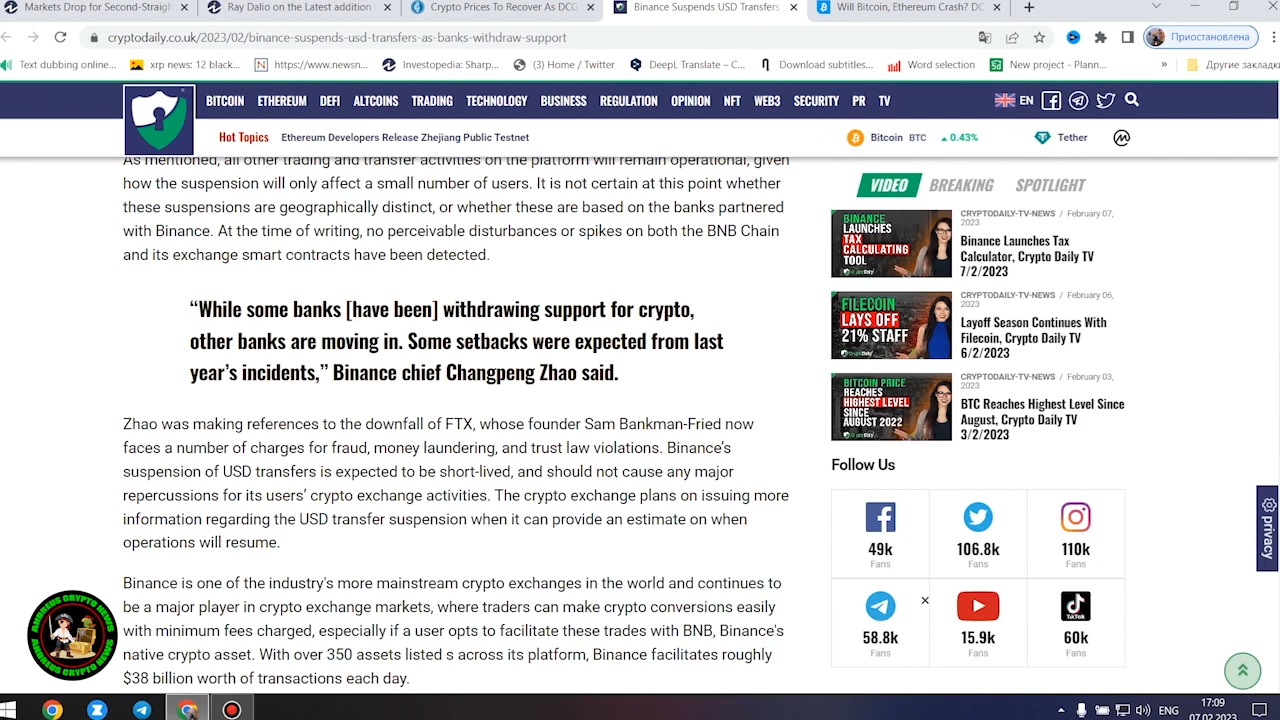 Markets Drop for Second-Straigh
Ray Dalio on the Latest addition t
Crypto Prices To Recover As DCG
Binance Suspends USD Transfers
Will Bitcoin, Ethereum Crash? DC
cryptodaily.co.uk/2023/02/binance-suspends-usd-transfers-as-banks-withdraw-support
Приостановлена
Text dubbing online...
xrp news: 12 black...
https://www.newsn...
Investopedia: Sharp...
(3) Home / Twitter
DeepL Translate – C...
Download subtitles...
Word selection
New project - Plann...
»
Другие закладки
BITCOIN ETHEREUM DEFI ALTCOINS TRADING TECHNOLOGY BUSINESS REGULATION OPINION NFT WEB3 SECURITY PR TV
EN
Hot Topics Ethereum Developers Release Zhejiang Public Testnet
Bitcoin BTC ▲0.43%
Tether
As mentioned, all other trading and transfer activities on the platform will remain operational, given
how the suspension will only affect a small number of users. It is not certain at this point whether
these suspensions are geographically distinct, or whether these are based on the banks partnered
with Binance. At the time of writing, no perceivable disturbances or spikes on both the BNB Chain
and its exchange smart contracts have been detected.
“While some banks [have been] withdrawing support for crypto,
other banks are moving in. Some setbacks were expected from last
year’s incidents,” Binance chief Changpeng Zhao said.
Zhao was making references to the downfall of FTX, whose founder Sam Bankman-Fried now
faces a number of charges for fraud, money laundering, and trust law violations. Binance’s
suspension of USD transfers is expected to be short-lived, and should not cause any major
repercussions for its users’ crypto exchange activities. The crypto exchange plans on issuing more
information regarding the USD transfer suspension when it can provide an estimate on when
operations will resume.
Binance is one of the industry's more mainstream crypto exchanges in the world and continues to
be a major player in crypto exchange markets, where traders can make crypto conversions easily
with minimum fees charged, especially if a user opts to facilitate these trades with BNB, Binance's
native crypto asset. With over 350 assets listed s across its platform, Binance facilitates roughly
$38 billion worth of transactions each day.
VIDEO BREAKING SPOTLIGHT
BINANCE
LAUNCHES
TAX
CALCULATING
TOOL
CRYPTODAILY-TV-NEWS / February 07,
2023
Binance Launches Tax
Calculator, Crypto Daily TV
7/2/2023
FILECOIN
LAYS OFF
21% STAFF
CRYPTODAILY-TV-NEWS / February 06,
2023
Layoff Season Continues With
Filecoin, Crypto Daily TV
6/2/2023
BITCOIN PRICE
REACHES
HIGHEST LEVEL
SINCE
AUGUST 2022
CRYPTODAILY-TV-NEWS / February 03,
2023
BTC Reaches Highest Level Since
August, Crypto Daily TV
3/2/2023
Follow Us
49k
Fans
106.8k
Fans
110k
Fans
58.8k
Fans
15.9k
Fans
TikTok
60k
Fans
privacy
ANDREUS CRYPTO NEWS
ANDREUS CRYPTO NEWS
ENG
17:09
07.02.2023